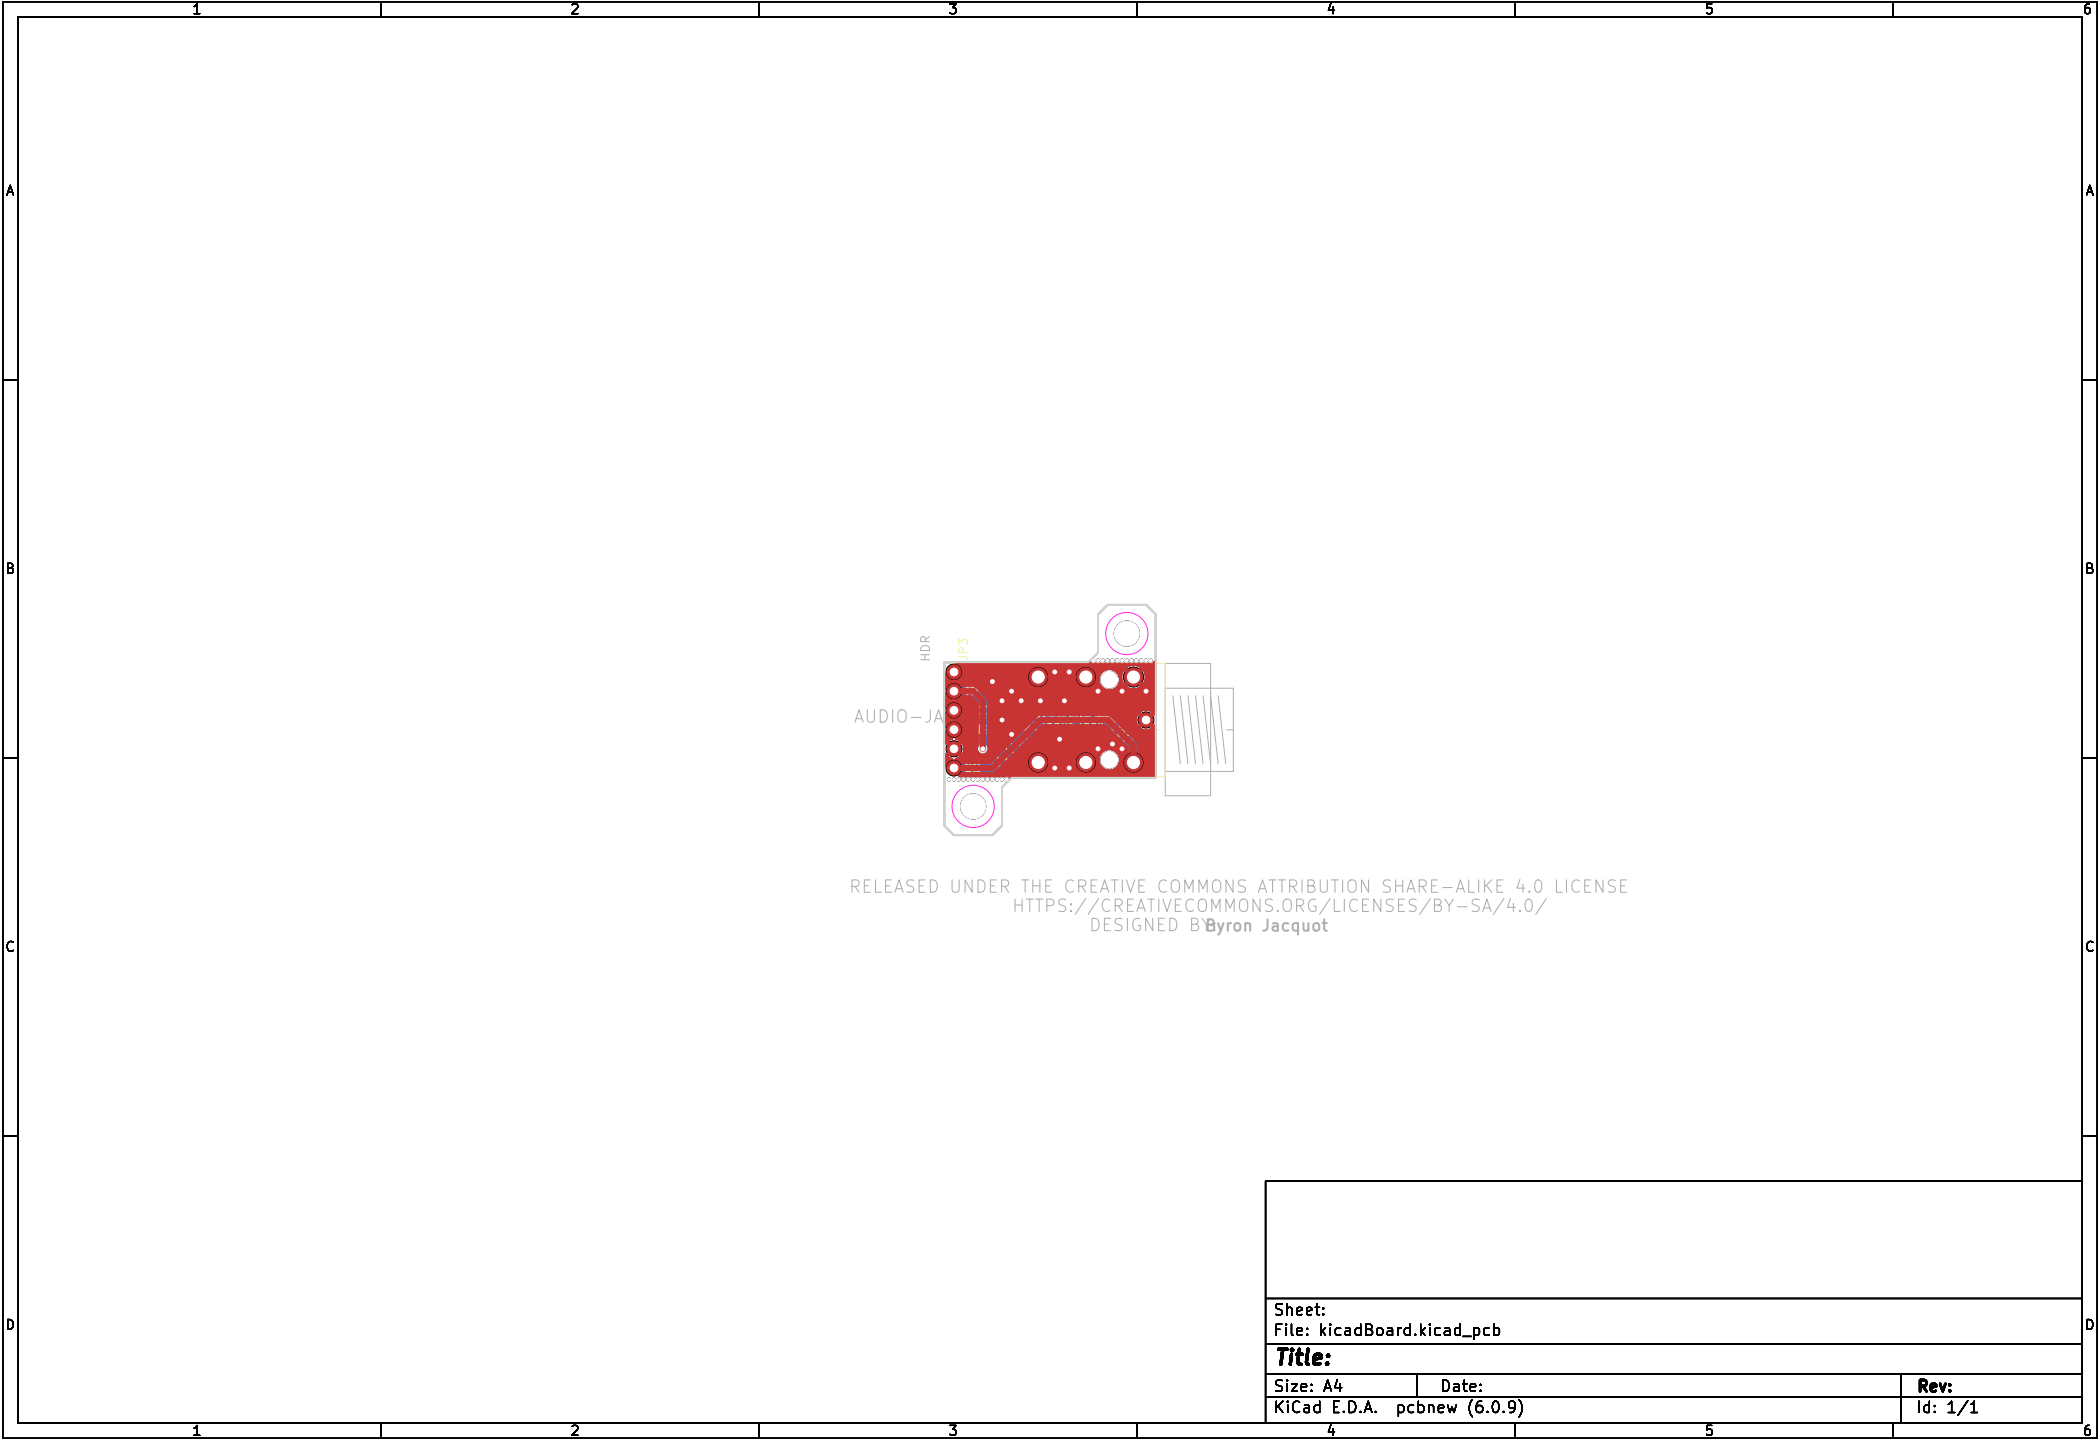 1 2 3 4 5 6
A A
B B
HDR
JP3
AUDIO-JA
RELEASED UNDER THE CREATIVE COMMONS ATTRIBUTION SHARE-ALIKE 4.0 LICENSE
HTTPS://CREATIVECOMMONS.ORG/LICENSES/BY-SA/4.0/
DESIGNED BY: Byron Jacquot
C C
Sheet:
File: kicadBoard.kicad_pcb
D D
Title:
Size: A4 Date: Rev:
KiCad E.D.A. pcbnew (6.0.9) Id: 1/1
1 2 3 4 5 6